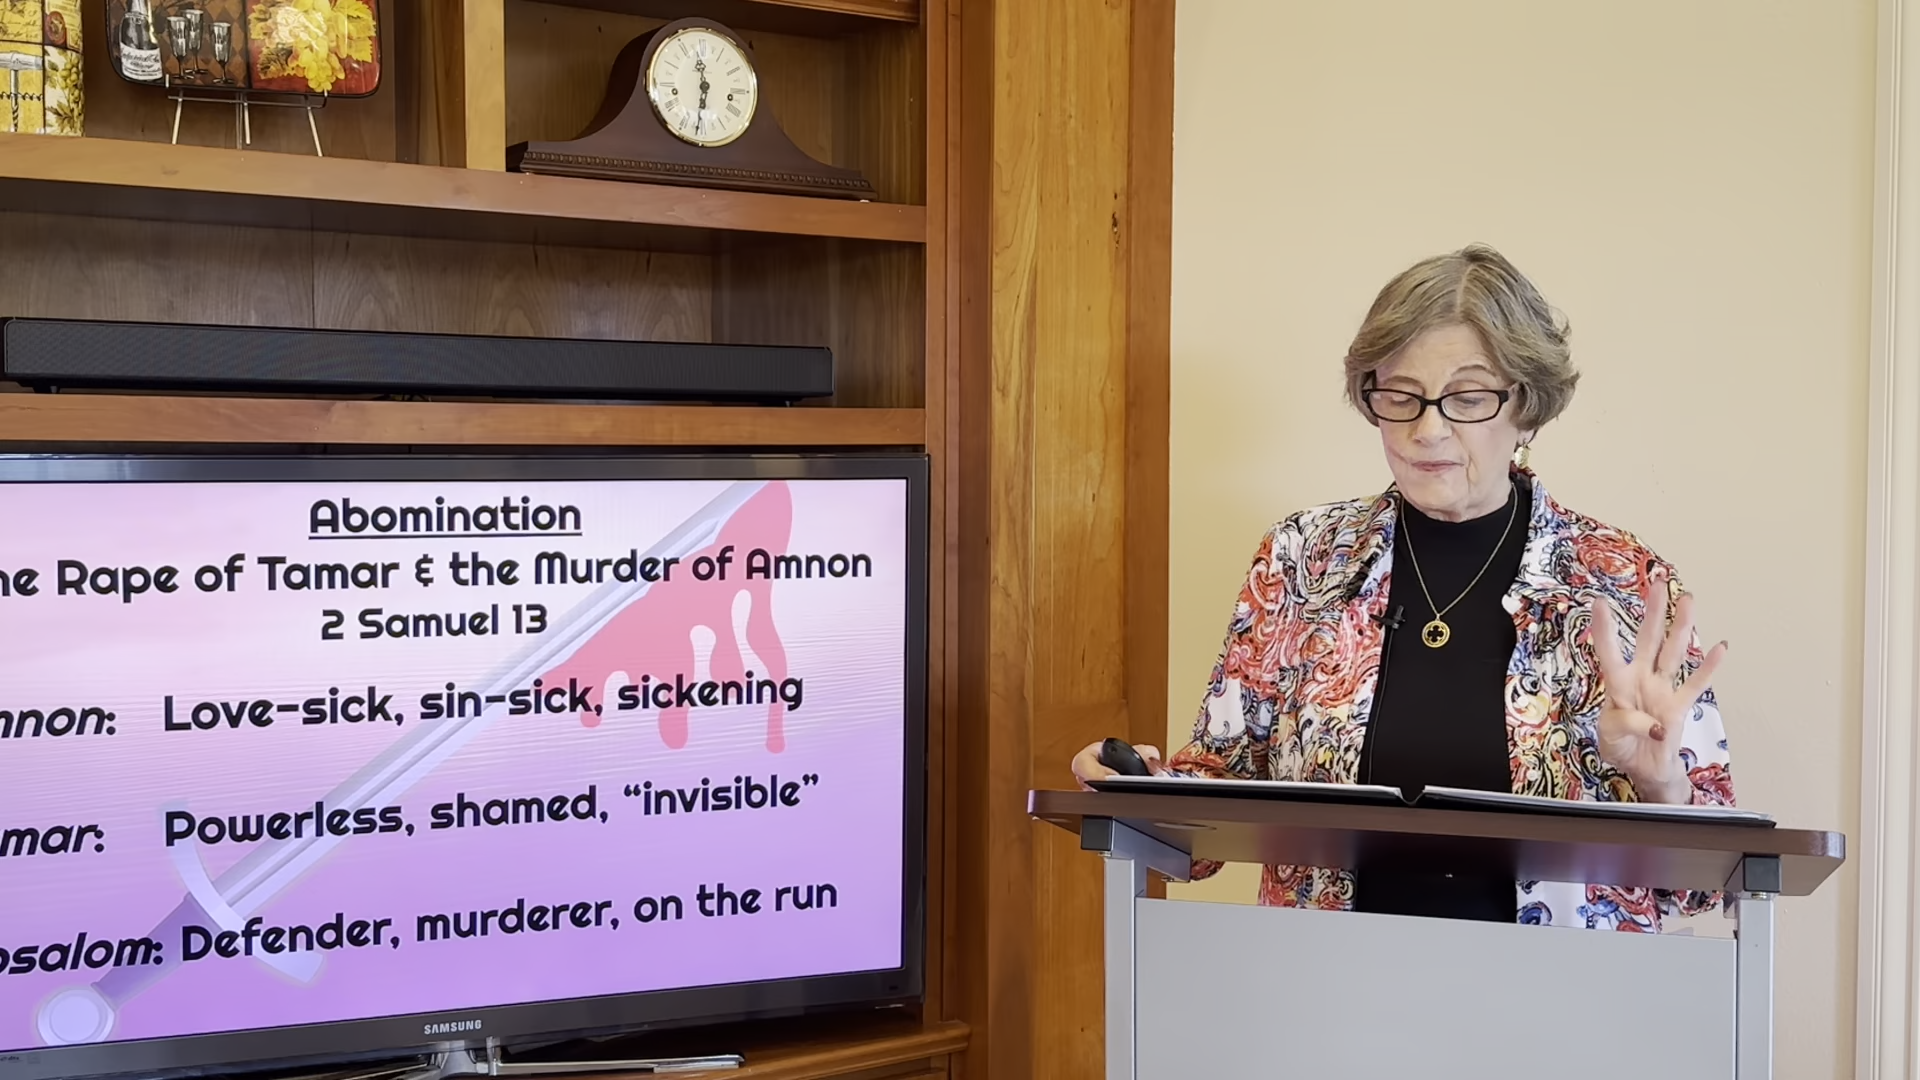 Abomination
he Rape of Tamar & the Murder of Amnon
2 Samuel 13
nnon: Love-sick, sin-sick, sickening
mar: Powerless, shamed, “invisible”
osalom: Defender, murderer, on the run
SAMSUNG